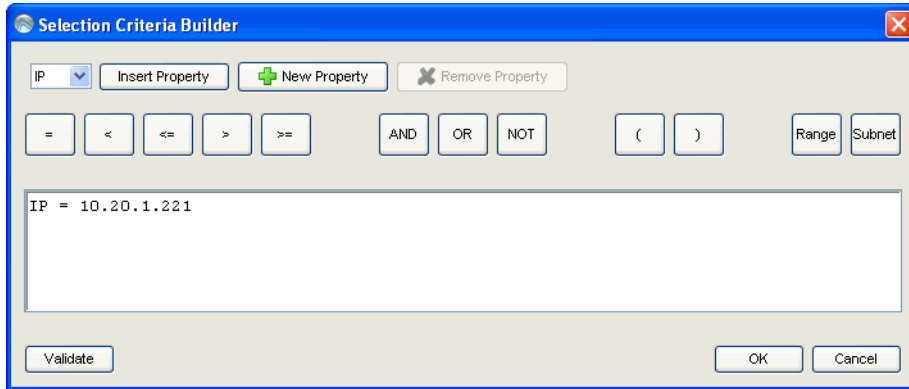 Selection Criteria Builder
IP Insert Property New Property Remove Property
= < <= > >= AND OR NOT ( ) Range Subnet
IP = 10.20.1.221
Validate OK Cancel